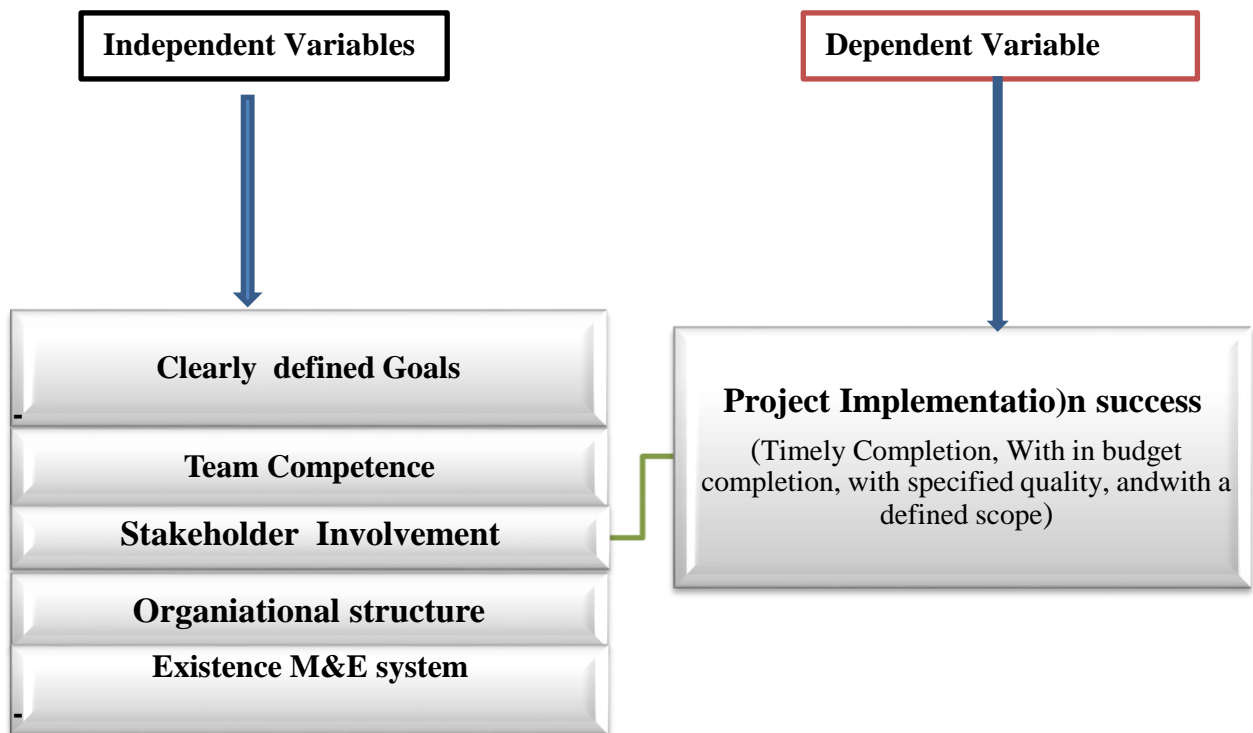 Independent Variables
Dependent Variable
Clearly defined Goals
-
Team Competence
Stakeholder Involvement
Organiational structure
Existence M&E system
-
Project Implementatio)n success
(Timely Completion, With in budget
completion, with specified quality, andwith a
defined scope)